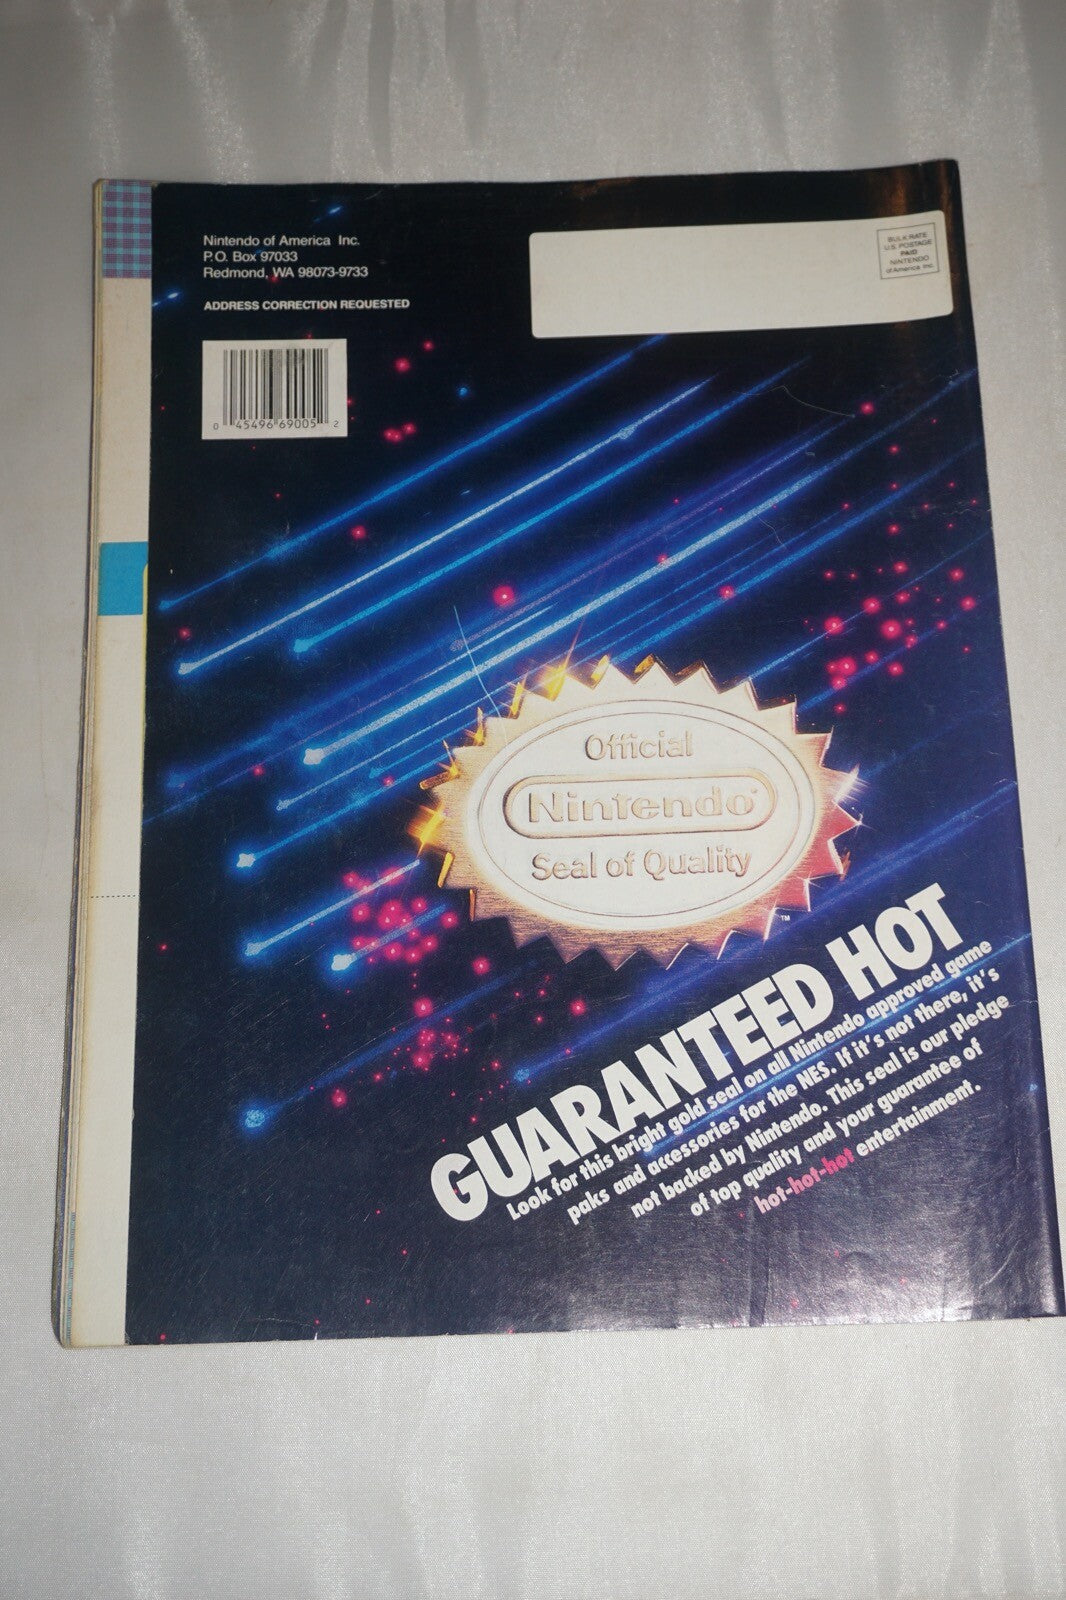 Nintendo of America Inc.
P.O. Box 97033
Redmond, WA 98073-9733
ADDRESS CORRECTION REQUESTED
BULK RATE
U.S. POSTAGE
PAID
NINTENDO
of America Inc.
0 45496 69005 2
Official
Nintendo
Seal of Quality
TM
GUARANTEED HOT
Look for this bright gold seal on all Nintendo approved game
paks and accessories for the NES. If it's not there, it's
not backed by Nintendo. This seal is our pledge
of top quality and your guarantee of
hot-hot-hot entertainment.